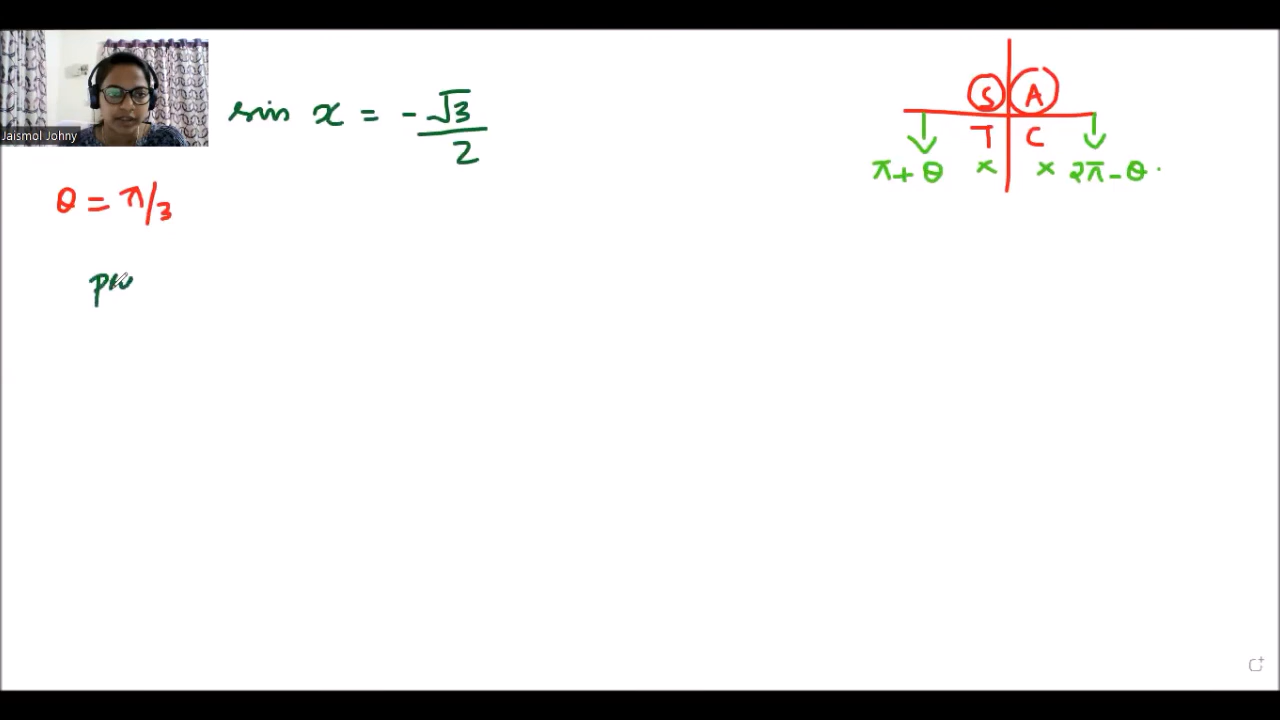 Jaismol Johny
sin x = -√3/2
S A
T C
π + θ × × 2π - θ
θ = π/3